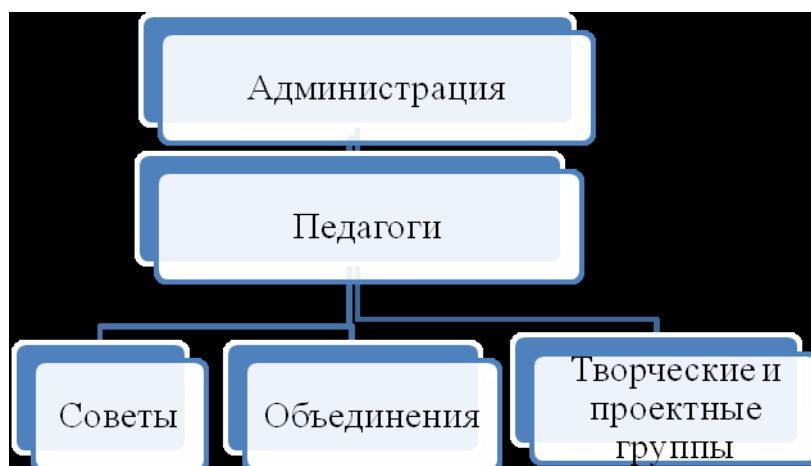 Администрация
Педагоги
Советы
Объединения
Творческие и
проектные
группы